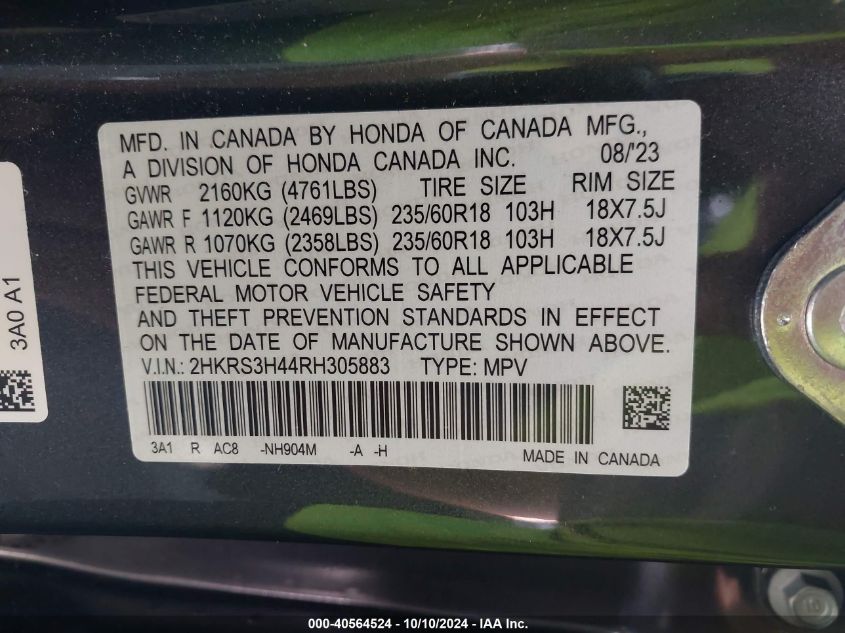 MFD. IN CANADA BY HONDA OF CANADA MFG.,
A DIVISION OF HONDA CANADA INC. 08/'23
GVWR 2160KG (4761LBS) TIRE SIZE RIM SIZE
GAWR F 1120KG (2469LBS) 235/60R18 103H 18X7.5J
GAWR R 1070KG (2358LBS) 235/60R18 103H 18X7.5J
THIS VEHICLE CONFORMS TO ALL APPLICABLE
FEDERAL MOTOR VEHICLE SAFETY
AND THEFT PREVENTION STANDARDS IN EFFECT
ON THE DATE OF MANUFACTURE SHOWN ABOVE.
V.I.N.: 2HKRS3H44RH305883 TYPE: MPV
3A1 R AC8 -NH904M -A -H
MADE IN CANADA
3A0 A1
000-40564524 - 10/10/2024 - IAA Inc.